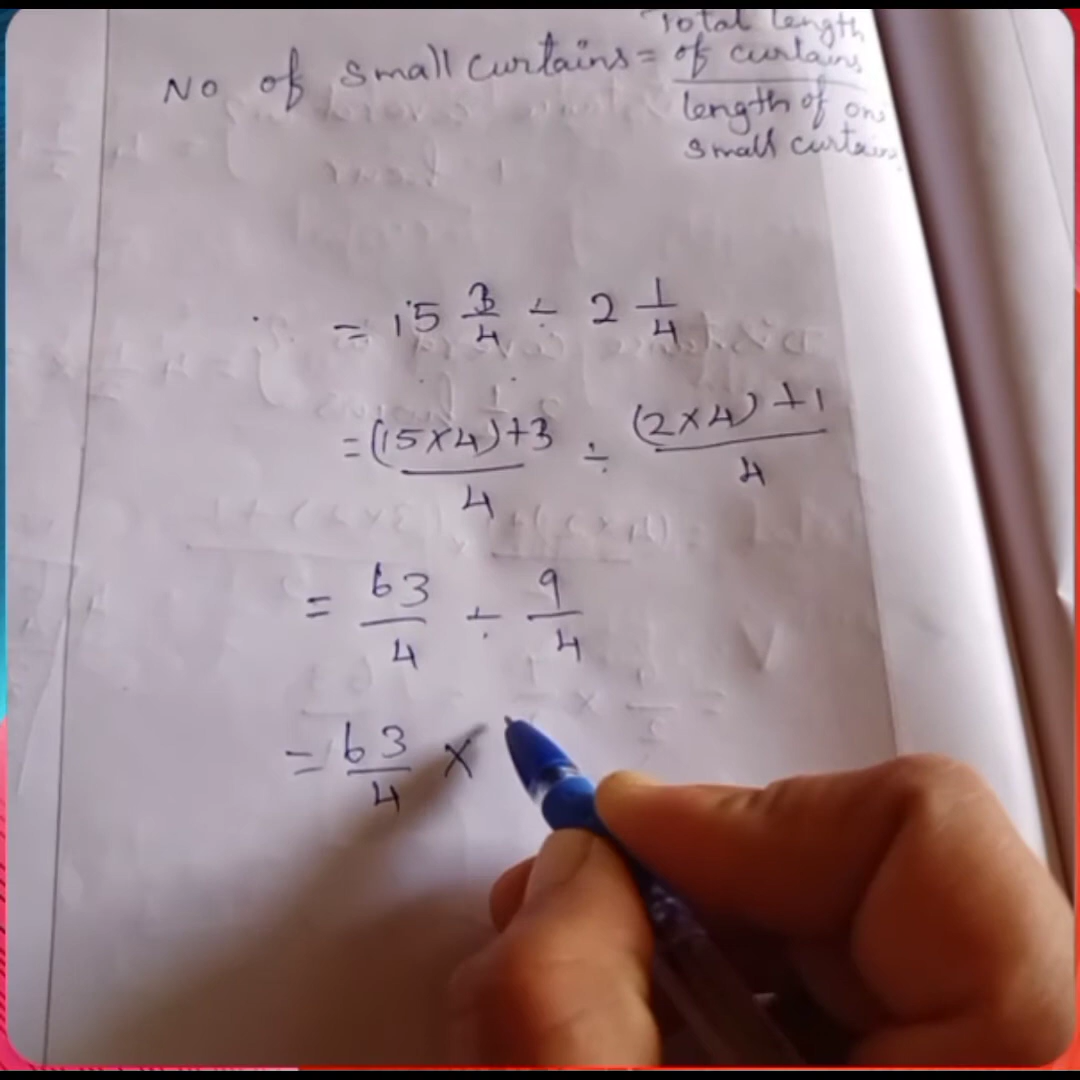 Total length
No of small curtains = of curtains
length of one
small curtains
= 15 3/4 ÷ 2 1/4
= (15×4)+3/4 ÷ (2×4)+1/4
= 63/4 ÷ 9/4
= 63/4 ×